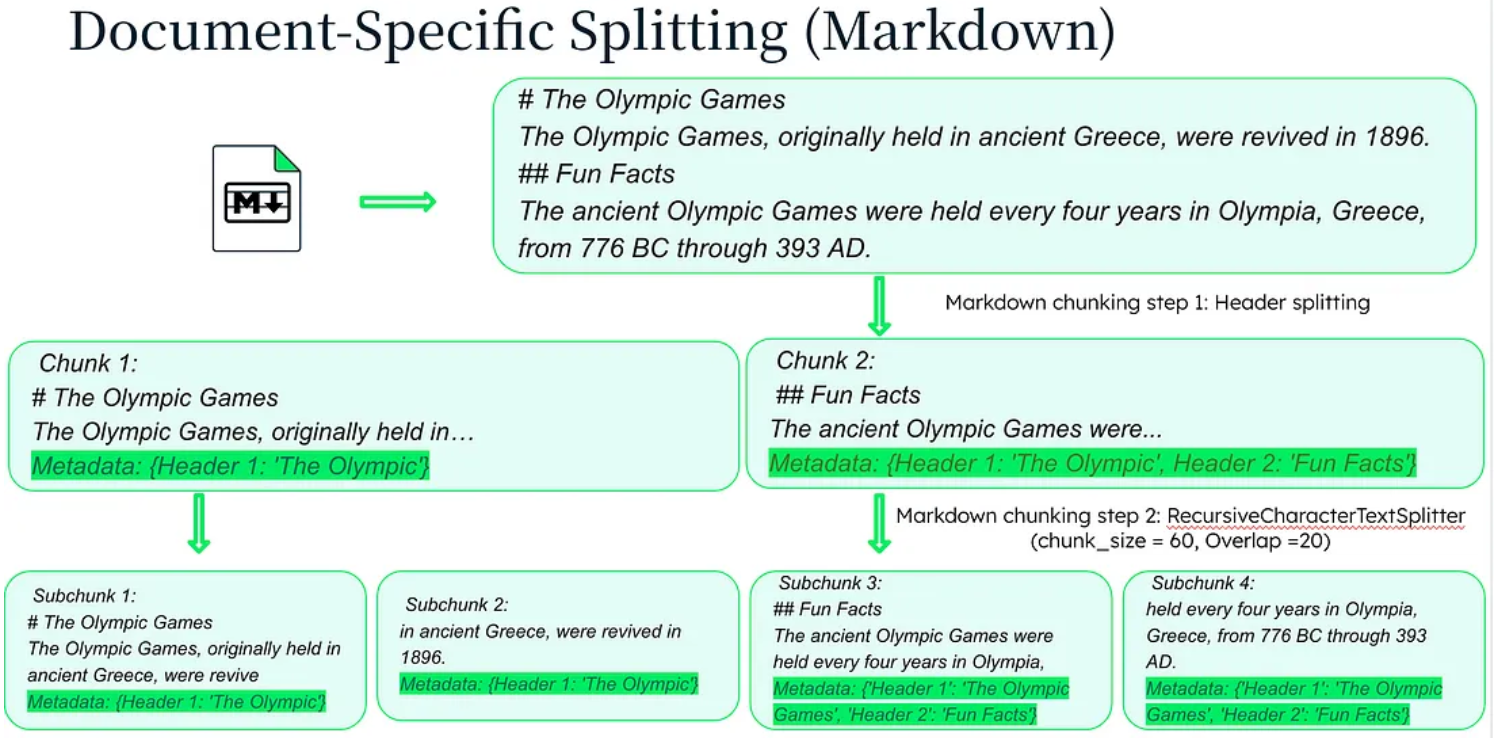 Document-Specific Splitting (Markdown)
# The Olympic Games
The Olympic Games, originally held in ancient Greece, were revived in 1896.
## Fun Facts
The ancient Olympic Games were held every four years in Olympia, Greece,
from 776 BC through 393 AD.
M
Markdown chunking step 1: Header splitting
Chunk 1:
# The Olympic Games
The Olympic Games, originally held in…
Metadata: {Header 1: 'The Olympic'}
Chunk 2:
## Fun Facts
The ancient Olympic Games were...
Metadata: {Header 1: 'The Olympic', Header 2: 'Fun Facts'}
Markdown chunking step 2: RecursiveCharacterTextSplitter
(chunk_size = 60, Overlap =20)
Subchunk 1:
# The Olympic Games
The Olympic Games, originally held in
ancient Greece, were revive
Metadata: {Header 1: 'The Olympic'}
Subchunk 2:
in ancient Greece, were revived in
1896.
Metadata: {Header 1: 'The Olympic'}
Subchunk 3:
## Fun Facts
The ancient Olympic Games were
held every four years in Olympia,
Metadata: {'Header 1': 'The Olympic
Games', 'Header 2': 'Fun Facts'}
Subchunk 4:
held every four years in Olympia,
Greece, from 776 BC through 393
AD.
Metadata: {'Header 1': 'The Olympic
Games', 'Header 2': 'Fun Facts'}